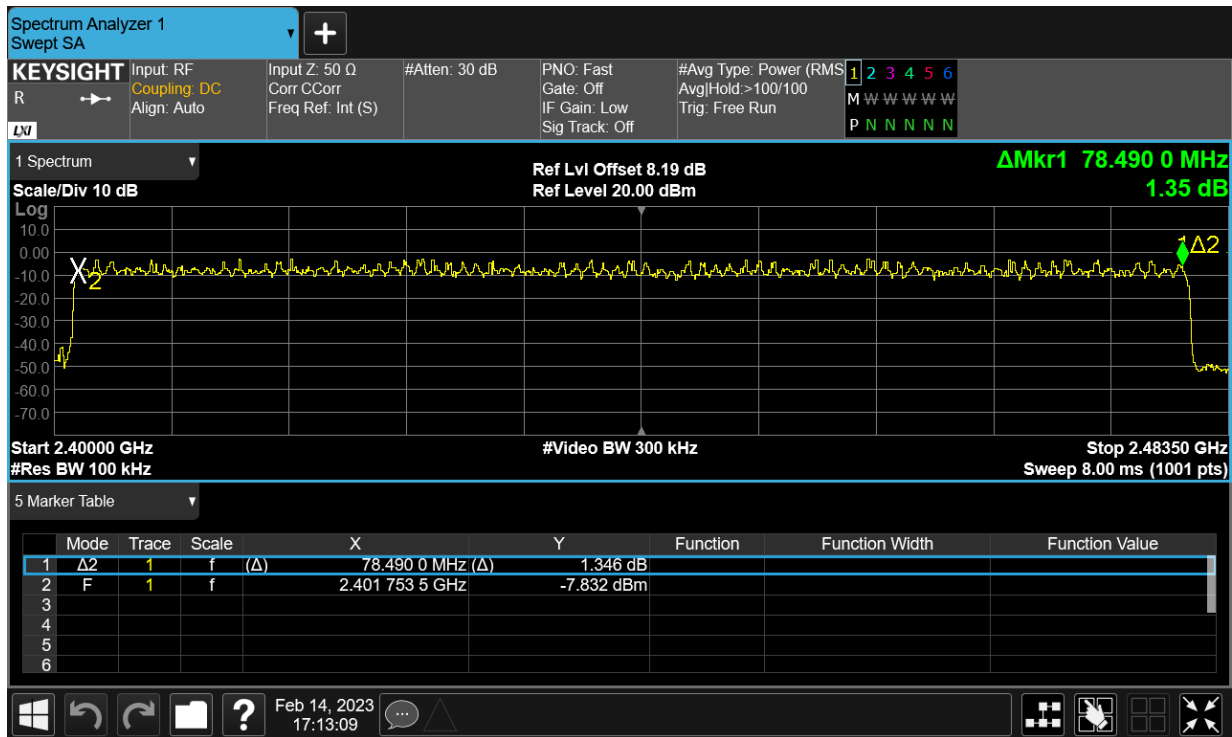 Spectrum Analyzer 1
Swept SA
KEYSIGHT
R
LXI
Input: RF
Coupling: DC
Align: Auto
Input Z: 50 Ω
Corr CCorr
Freq Ref: Int (S)
#Atten: 30 dB
PNO: Fast
Gate: Off
IF Gain: Low
Sig Track: Off
#Avg Type: Power (RMS
Avg|Hold:>100/100
Trig: Free Run
1 2 3 4 5 6
M W W W W W
P N N N N N
1 Spectrum
Scale/Div 10 dB
Ref Lvl Offset 8.19 dB
Ref Level 20.00 dBm
ΔMkr1 78.490 0 MHz
1.35 dB
Log
10.0
0.00
-10.0
-20.0
-30.0
-40.0
-50.0
-60.0
-70.0
2
1Δ2
Start 2.40000 GHz #Video BW 300 kHz Stop 2.48350 GHz
#Res BW 100 kHz Sweep 8.00 ms (1001 pts)
5 Marker Table
Mode Trace Scale X Y Function Function Width Function Value
1 Δ2 1 f (Δ) 78.490 0 MHz (Δ) 1.346 dB
2 F 1 f 2.401 753 5 GHz -7.832 dBm
3
4
5
6
?
Feb 14, 2023
17:13:09